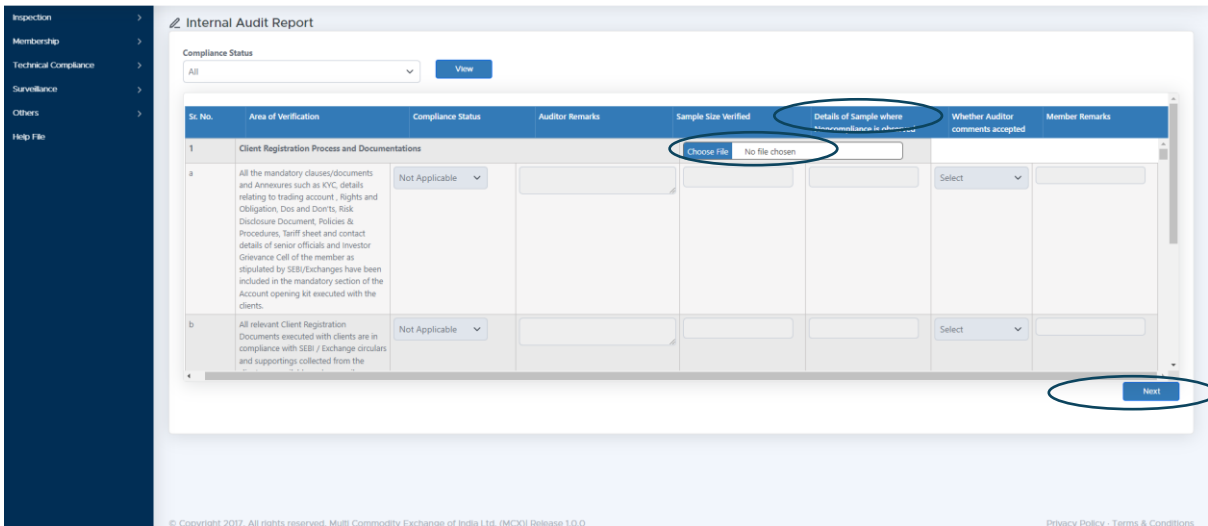 Inspection
Membership
Technical Compliance
Surveillance
Others
Help File
Internal Audit Report
Compliance Status
All
View
Sr. No. Area of Verification Compliance Status Auditor Remarks Sample Size Verified Details of Sample where Whether Auditor Member Remarks
Noncompliance is observed comments accepted
1 Client Registration Process and Documentations Choose File No file chosen
a All the mandatory clauses/documents Not Applicable Select
and Annexures such as KYC, details
relating to trading account , Rights and
Obligation, Dos and Don'ts, Risk
Disclosure Document, Policies &
Procedures, Tariff sheet and contact
details of senior officials and Investor
Grievance Cell of the member as
stipulated by SEBI/Exchanges have been
included in the mandatory section of the
Account opening kit executed with the
clients.
b All relevant Client Registration Not Applicable Select
Documents executed with clients are in
compliance with SEBI / Exchange circulars
and supportings collected from the
Next
© Copyright 2017. All rights reserved. Multi Commodity Exchange of India Ltd. (MCX)| Release 1.0.0 Privacy Policy - Terms & Conditions